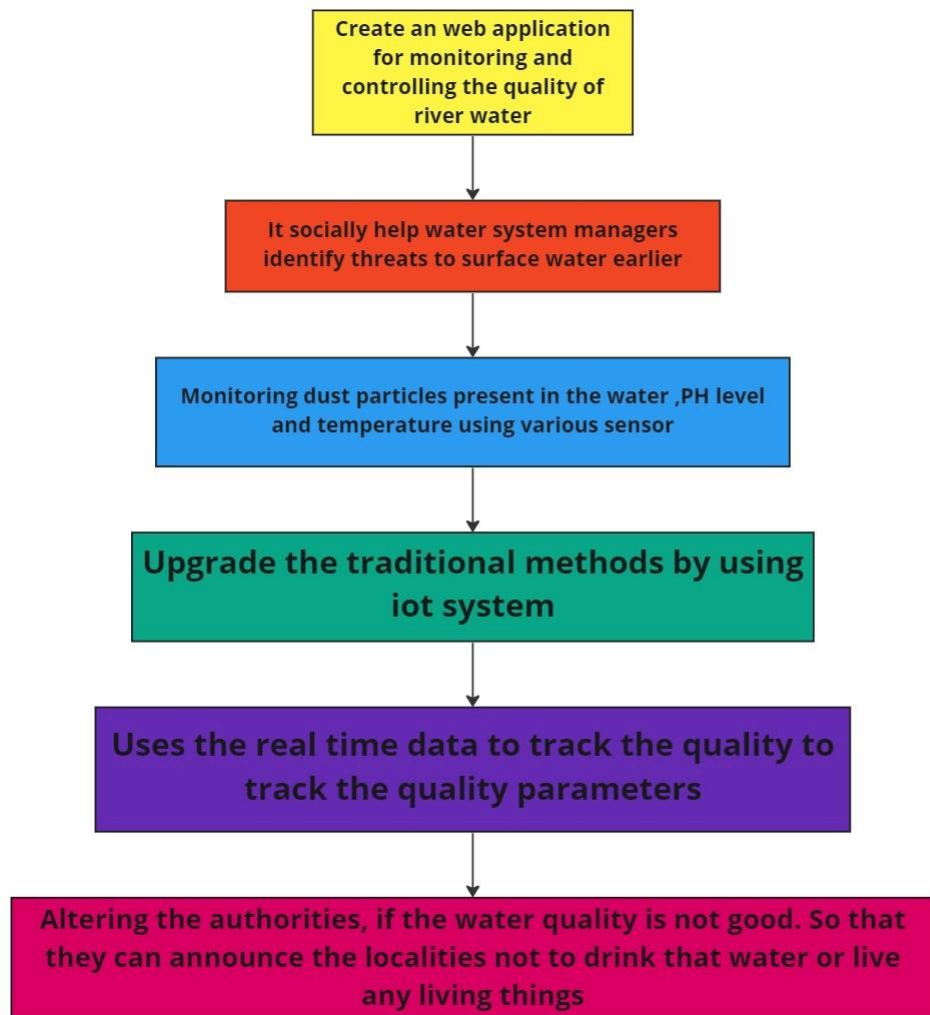 Create an web application
for monitoring and
controlling the quality of
river water
It socially help water system managers
identify threats to surface water earlier
Monitoring dust particles present in the water ,PH level
and temperature using various sensor
Upgrade the traditional methods by using
iot system
Uses the real time data to track the quality to
track the quality parameters
Altering the authorities, if the water quality is not good. So that
they can announce the localities not to drink that water or live
any living things